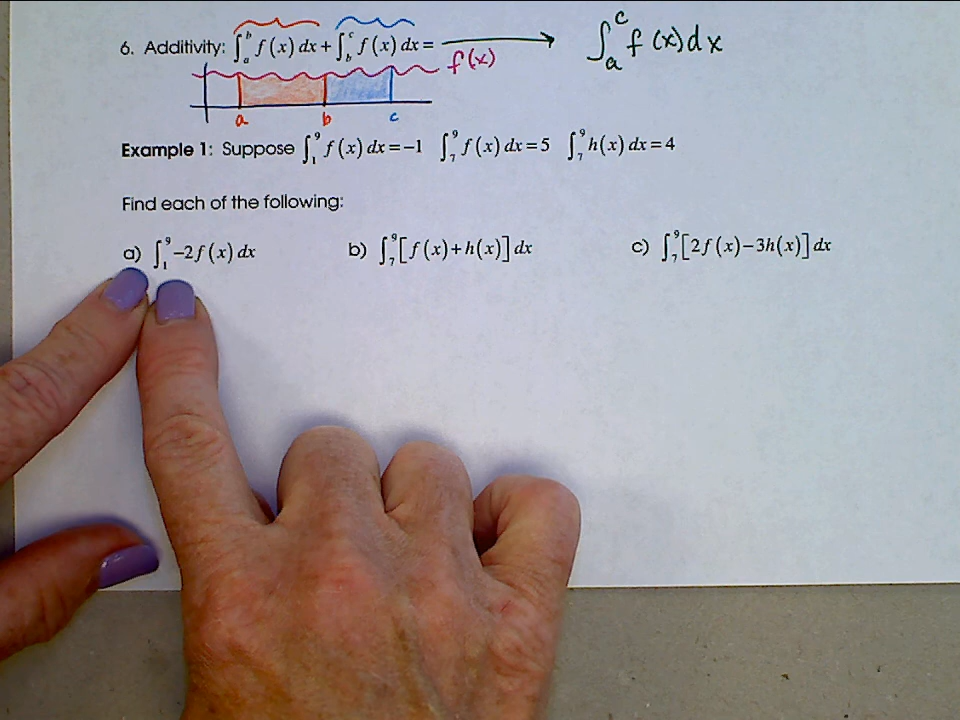 6. Additivity: ∫_a^b f(x) dx + ∫_b^c f(x) dx = ⟶ ∫_a^c f(x) dx
f(x)
a b c
Example 1: Suppose ∫_1^9 f(x) dx = −1 ∫_7^9 f(x) dx = 5 ∫_7^9 h(x) dx = 4
Find each of the following:
a) ∫_1^9 −2f(x) dx b) ∫_7^9 [f(x)+h(x)] dx c) ∫_7^9 [2f(x)−3h(x)] dx